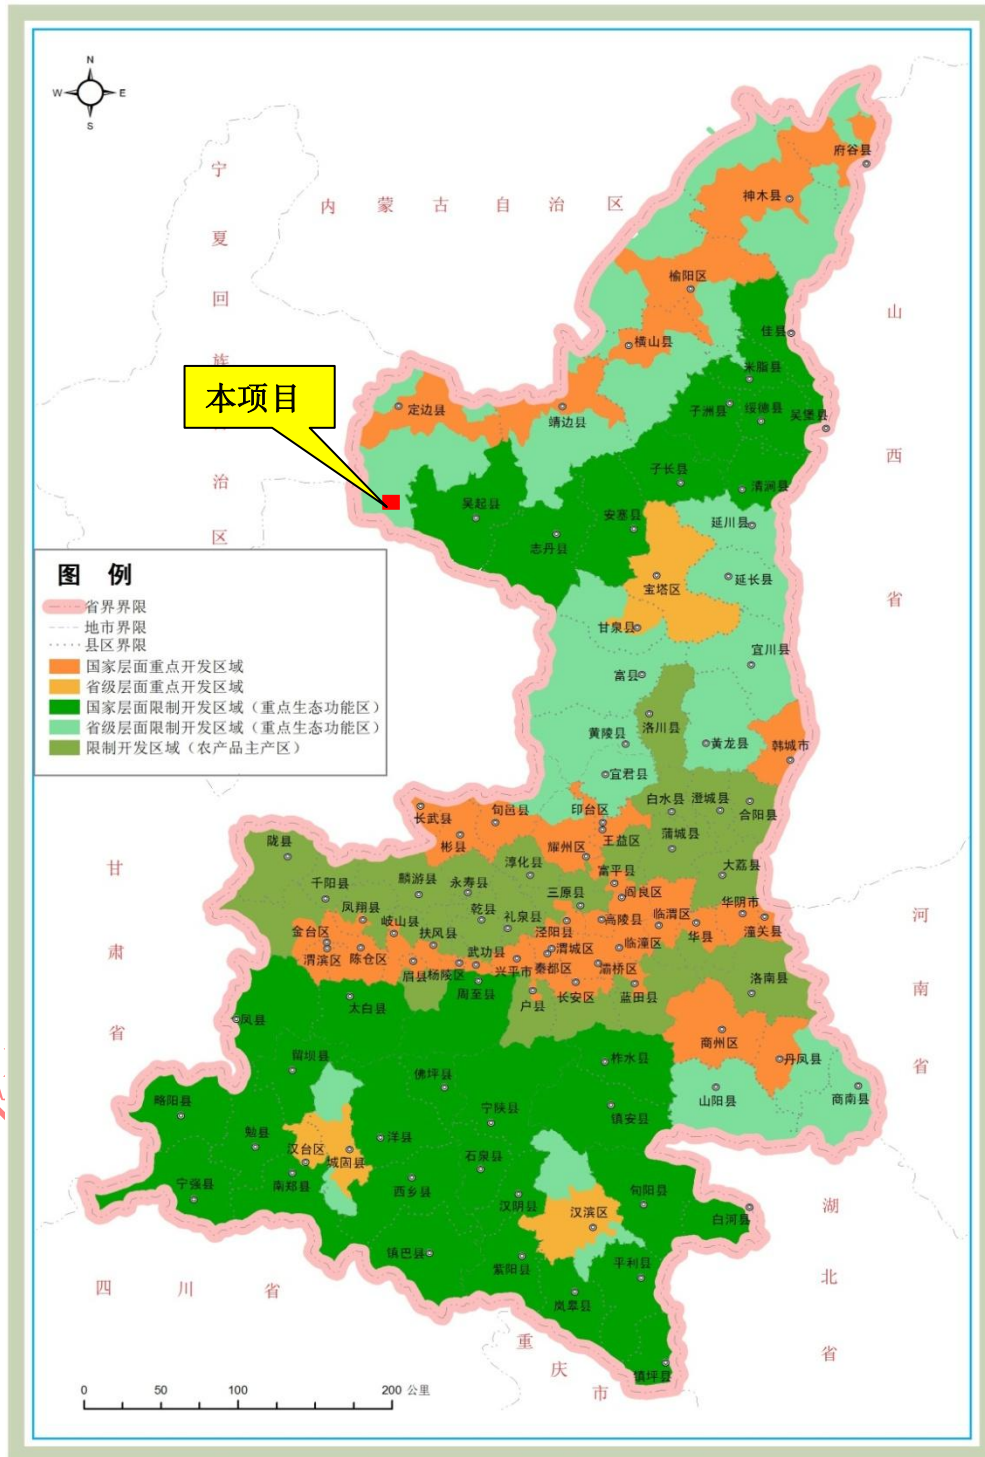 N
W E
S
宁
夏
回
族
治
区
内蒙古自治区
山
西
省
河
南
省
湖
北
省
重
庆
市
四川省
甘
肃
省
本项目
府谷县
神木县
榆阳区
横山县
佳县
米脂县
子洲县
绥德县
吴堡县
定边县
靖边县
子长县
清涧县
吴起县
安塞县
延川县
志丹县
延长县
宝塔区
甘泉县
宜川县
富县
洛川县
黄陵县
黄龙县
韩城市
宜君县
图 例
省界界限
地市界限
县区界限
国家层面重点开发区域
省级层面重点开发区域
国家层面限制开发区域（重点生态功能区）
省级层面限制开发区域（重点生态功能区）
限制开发区域（农产品主产区）
长武县
旬邑县
印台区
白水县
澄城县
合阳县
彬县
耀州区
王益区
蒲城县
陇县
淳化县
富平县
大荔县
千阳县
麟游县
永寿县
三原县
阎良区
凤翔县
岐山县
乾县
礼泉县
高陵县
临渭区
华阴市
金台区
扶风县
泾阳县
华县
潼关县
渭滨区
陈仓区
武功县
渭城区
临潼区
眉县
杨陵区
兴平市
秦都区
灞桥区
周至县
户县
长安区
蓝田县
洛南县
太白县
凤县
商州区
留坝县
佛坪县
柞水县
丹凤县
略阳县
宁陕县
镇安县
山阳县
商南县
勉县
汉台区
城固县
洋县
石泉县
宁强县
南郑县
西乡县
汉阴县
旬阳县
汉滨区
白河县
镇巴县
紫阳县
平利县
岚皋县
镇坪县
0 50 100 200 公里